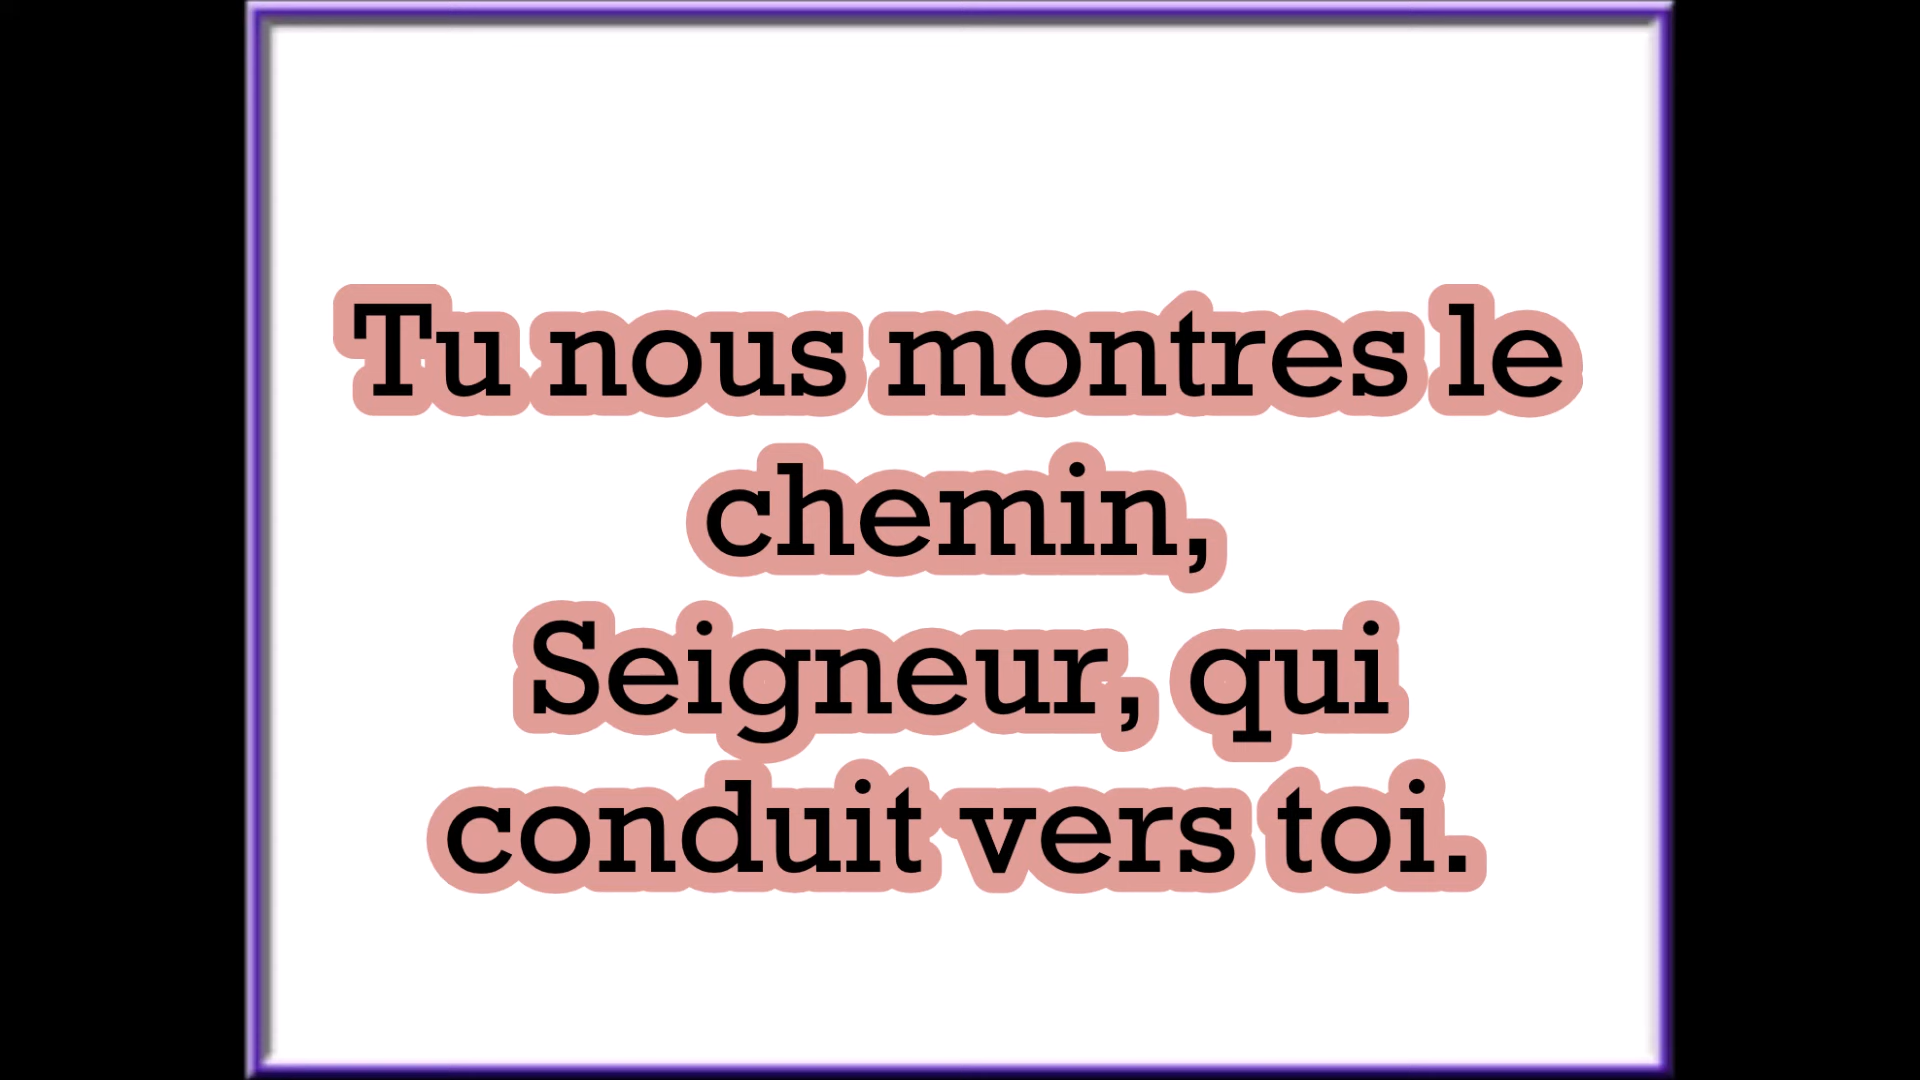 Tu nous montres le
chemin,
Seigneur, qui
conduit vers toi.